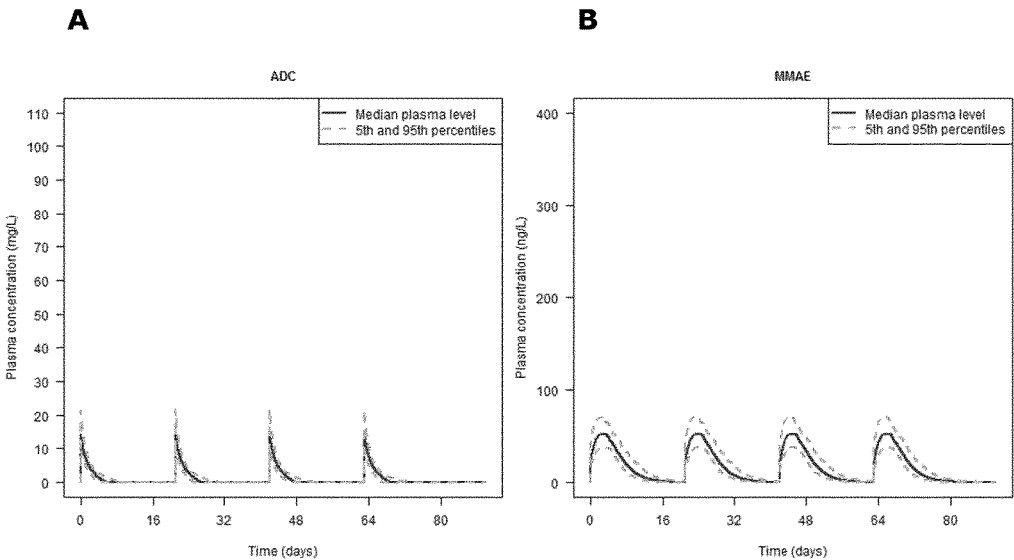 A
ADC
Median plasma level
5th and 95th percentiles
Plasma concentration (mg/L)
110
100
90
80
70
60
50
40
30
20
10
0
0 16 32 48 64 80
Time (days)
B
MMAE
Median plasma level
5th and 95th percentiles
Plasma concentration (ng/L)
400
300
200
100
0
0 16 32 48 64 80
Time (days)